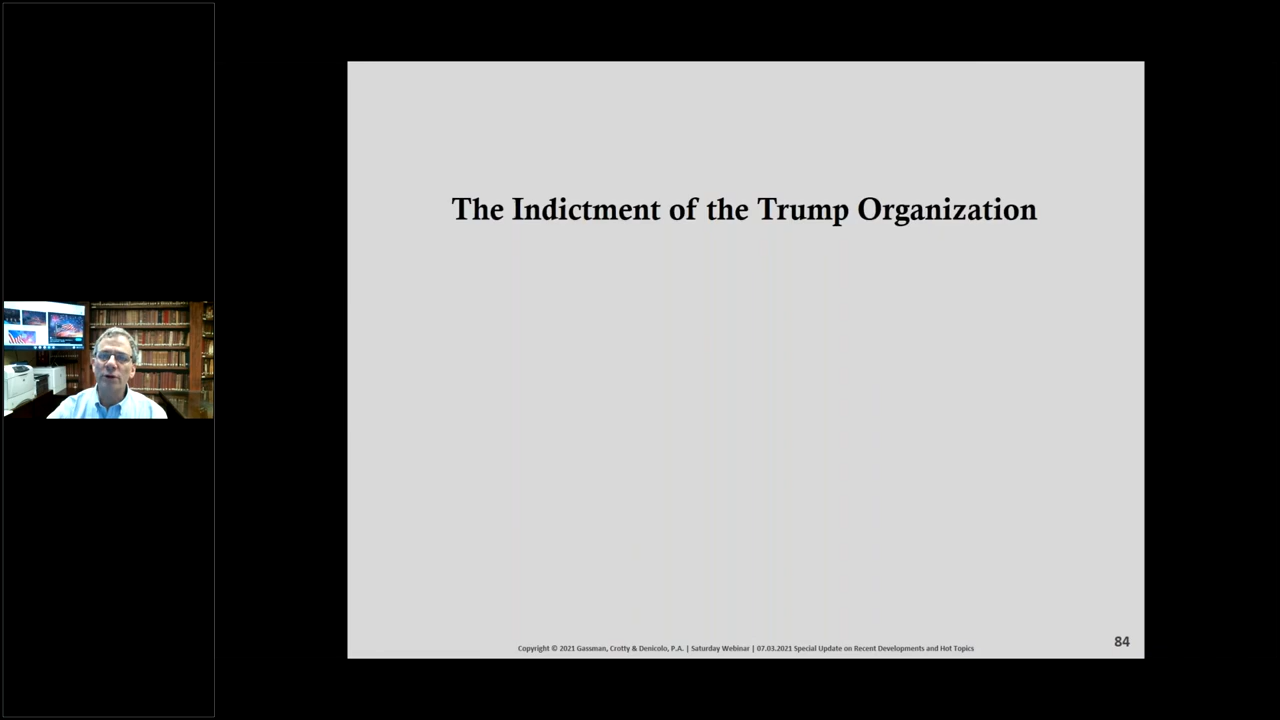 The Indictment of the Trump Organization
Copyright © 2021 Gassman, Crotty & Denicolo, P.A. | Saturday Webinar | 07.03.2021 Special Update on Recent Developments and Hot Topics
84